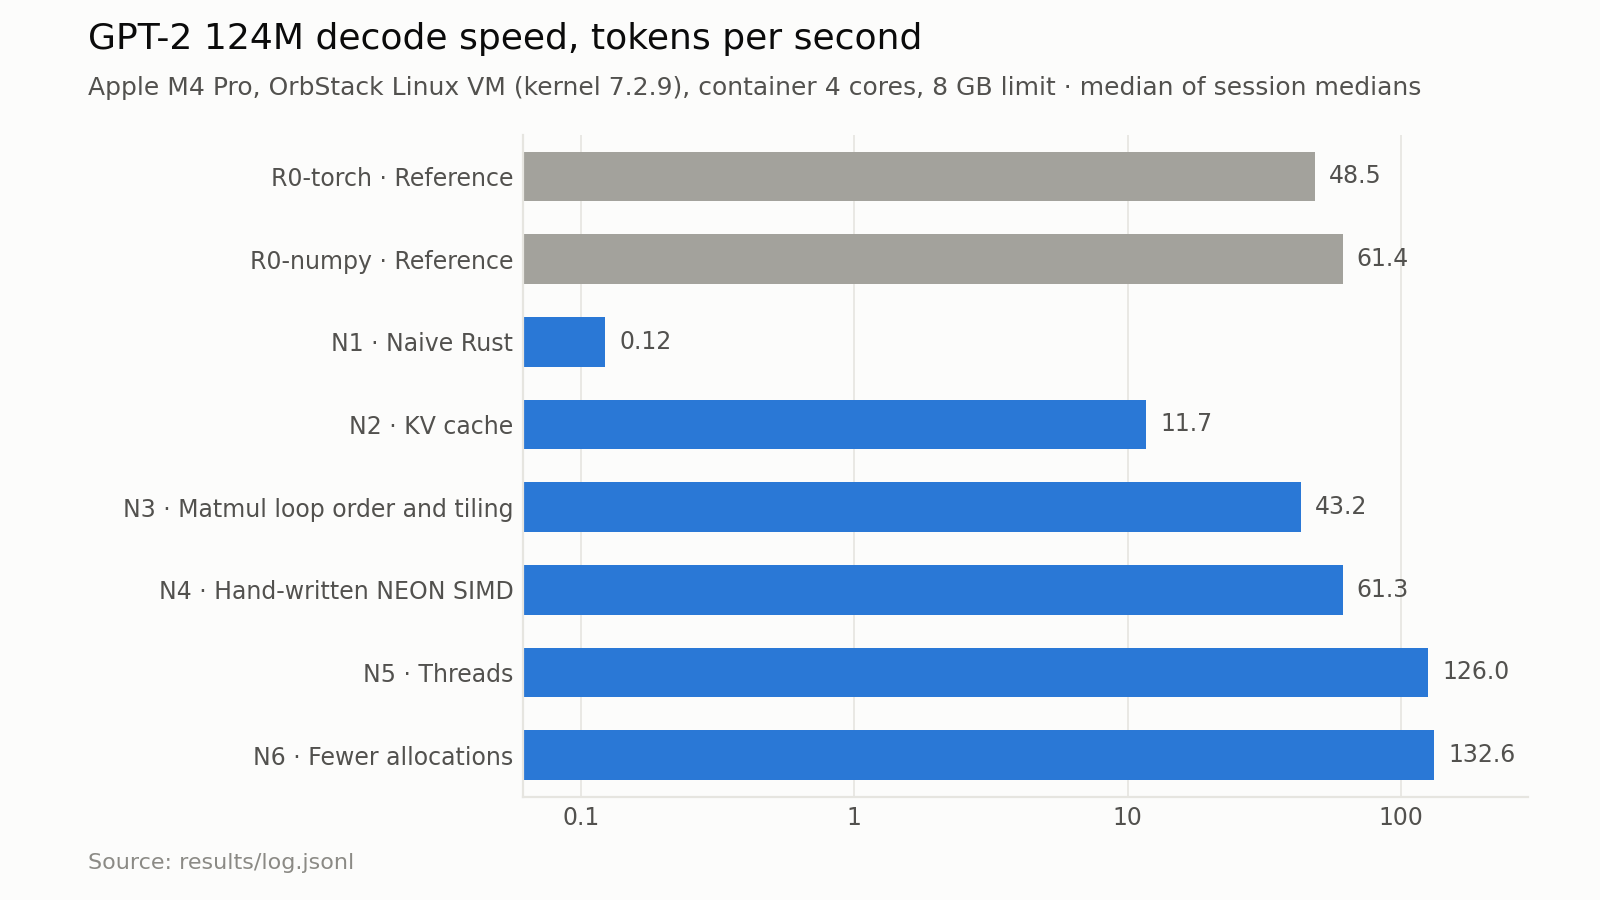 GPT-2 124M decode speed, tokens per second
Apple M4 Pro, OrbStack Linux VM (kernel 7.2.9), container 4 cores, 8 GB limit · median of session medians
R0-torch · Reference 48.5
R0-numpy · Reference 61.4
N1 · Naive Rust 0.12
N2 · KV cache 11.7
N3 · Matmul loop order and tiling 43.2
N4 · Hand-written NEON SIMD 61.3
N5 · Threads 126.0
N6 · Fewer allocations 132.6
0.1 1 10 100
Source: results/log.jsonl